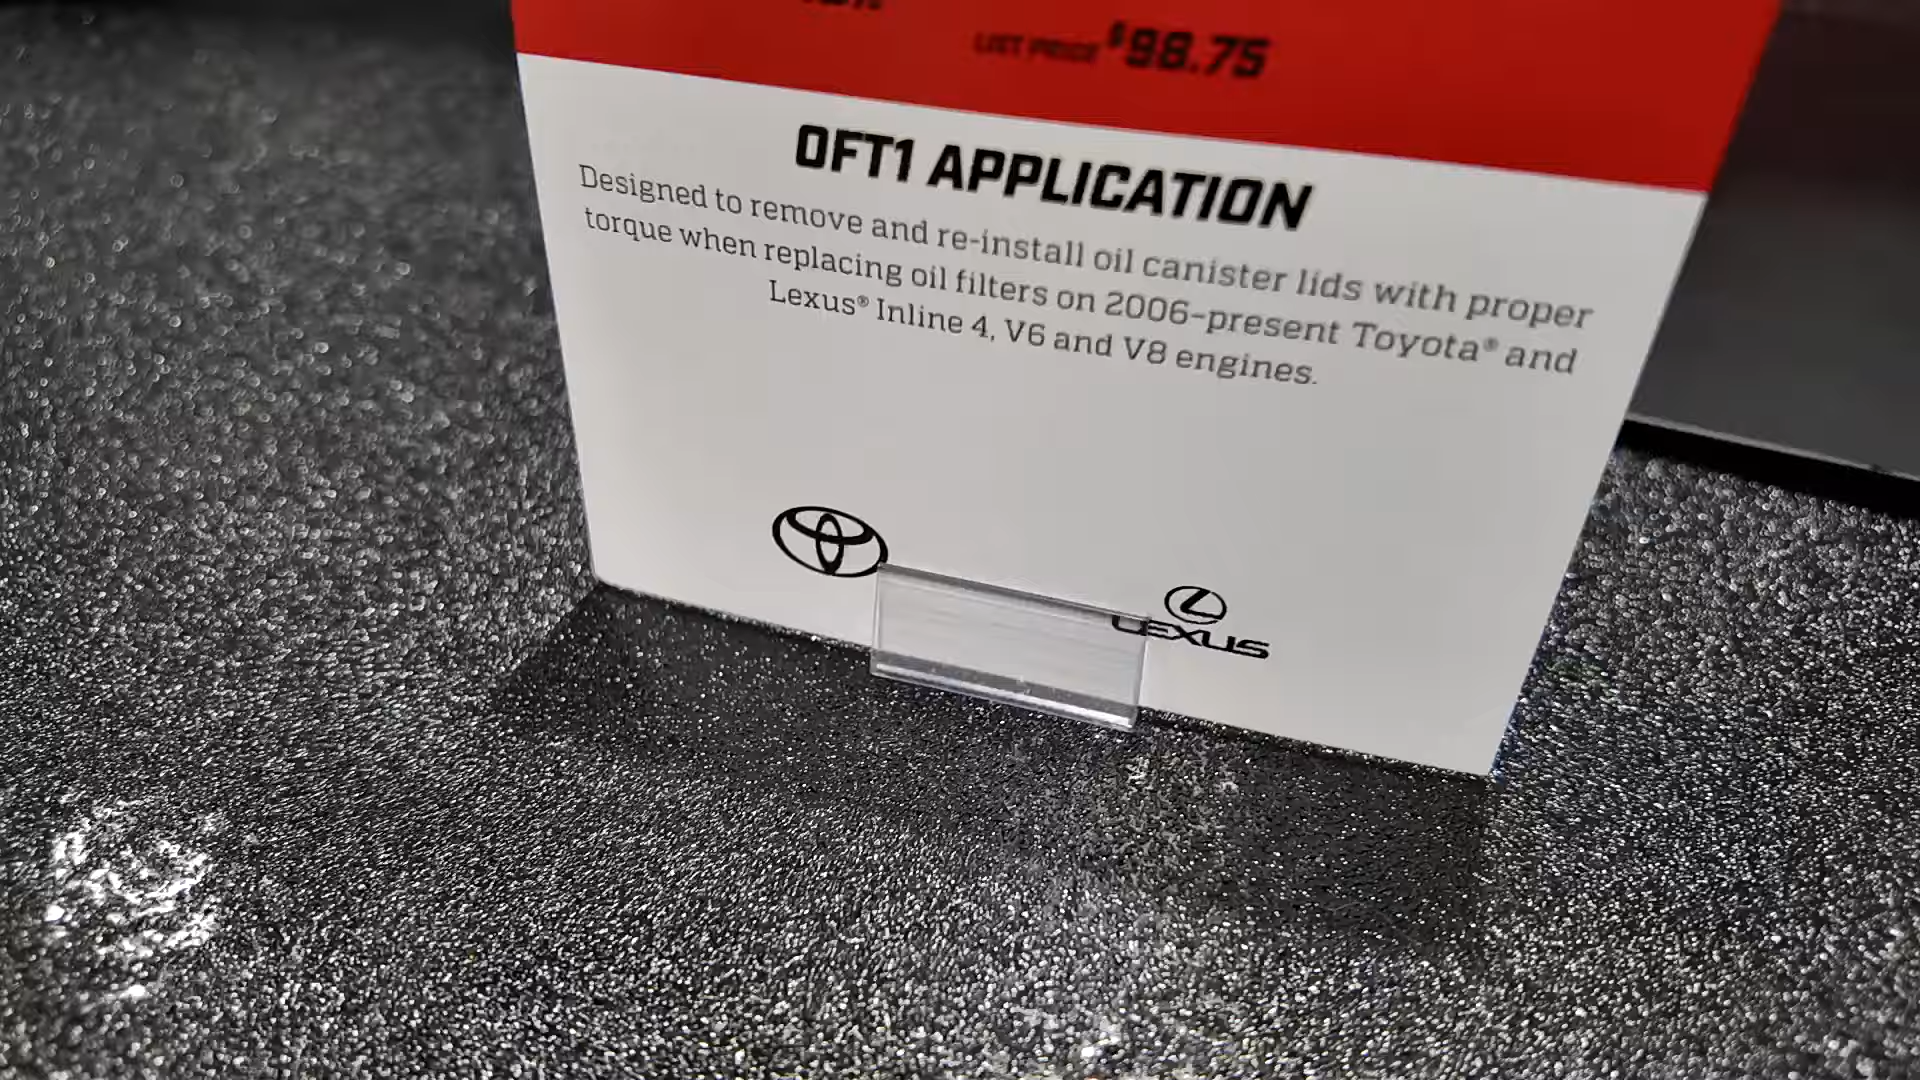 LIST PRICE $98.75
OFT1 APPLICATION
Designed to remove and re-install oil canister lids with proper
torque when replacing oil filters on 2006-present Toyota® and
Lexus® Inline 4, V6 and V8 engines.
LEXUS